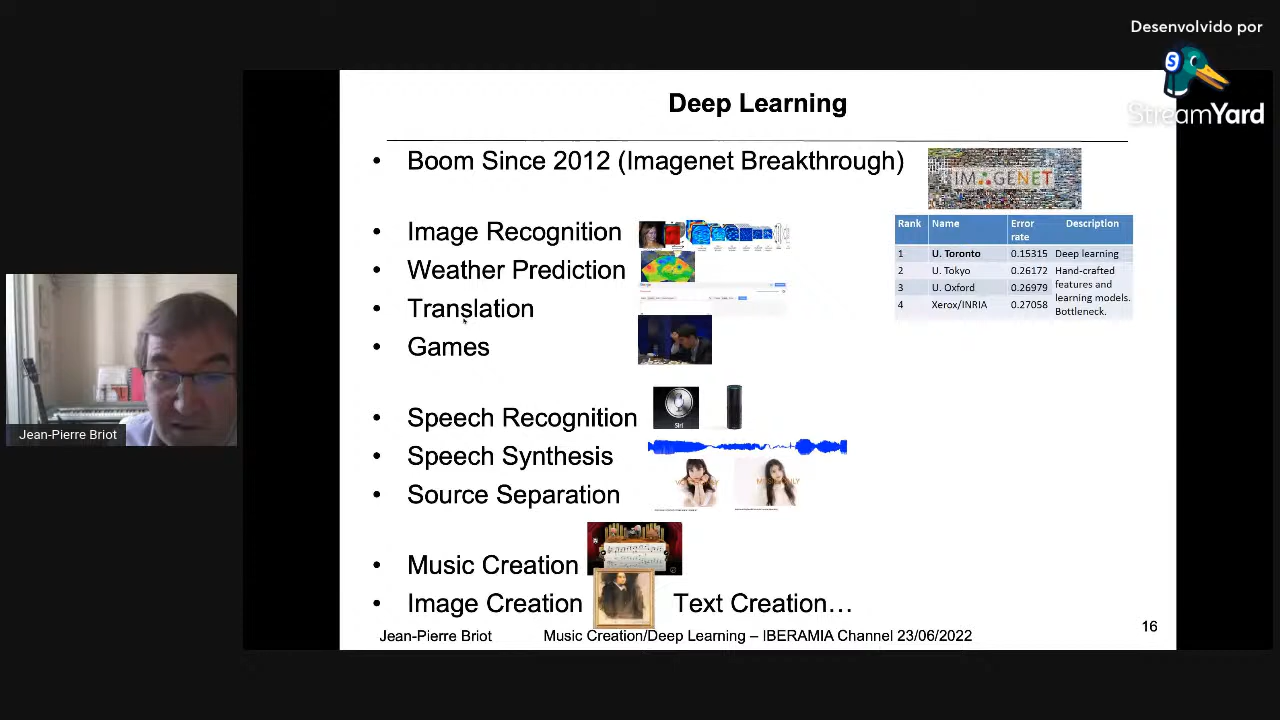 Desenvolvido por
StreamYard
Deep Learning
• Boom Since 2012 (Imagenet Breakthrough)
IMAGENET
• Image Recognition
• Weather Prediction
• Translation
• Games
Rank Name Error rate Description
1 U. Toronto 0.15315 Deep learning
2 U. Tokyo 0.26172 Hand-crafted
3 U. Oxford 0.26979 features and
4 Xerox/INRIA 0.27058 learning models.
Bottleneck.
• Speech Recognition
Siri
• Speech Synthesis
• Source Separation
• Music Creation
• Image Creation Text Creation…
Jean-Pierre Briot Music Creation/Deep Learning – IBERAMIA Channel 23/06/2022
16
Jean-Pierre Briot